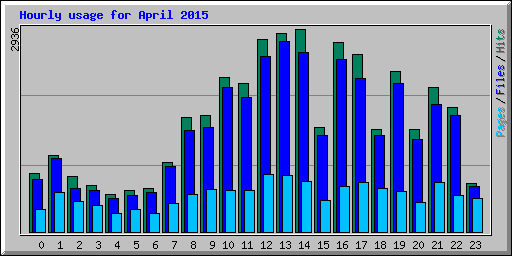 Hourly usage for April 2015
2936
Pages / Files / Hits
0 1 2 3 4 5 6 7 8 9 10 11 12 13 14 15 16 17 18 19 20 21 22 23